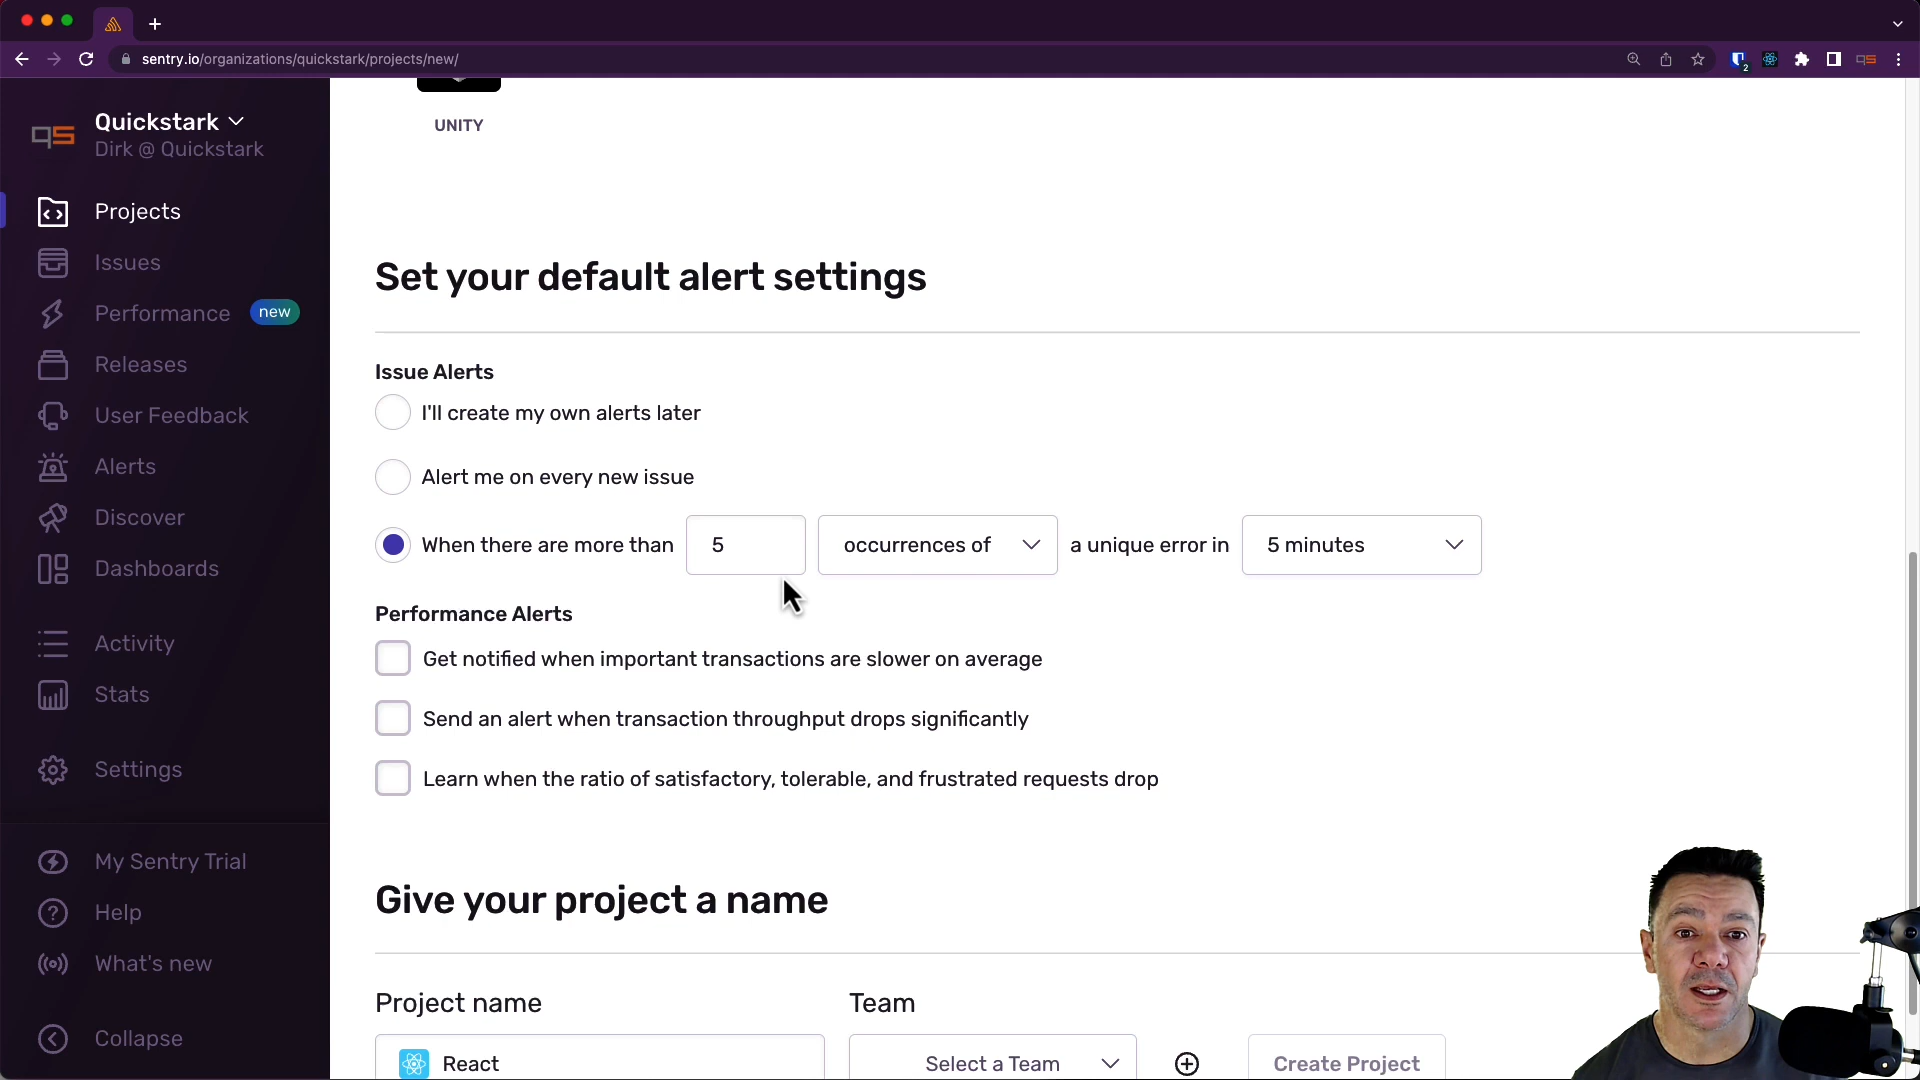 sentry.io/organizations/quickstark/projects/new/
2
qs
qs
Quickstark
Dirk @ Quickstark
Projects
Issues
Performance new
Releases
User Feedback
Alerts
Discover
Dashboards
Activity
Stats
Settings
My Sentry Trial
Help
What's new
Collapse
UNITY
Set your default alert settings
Issue Alerts
I'll create my own alerts later
Alert me on every new issue
When there are more than 5 occurrences of a unique error in 5 minutes
Performance Alerts
Get notified when important transactions are slower on average
Send an alert when transaction throughput drops significantly
Learn when the ratio of satisfactory, tolerable, and frustrated requests drop
Give your project a name
Project name Team
React Select a Team Create Project